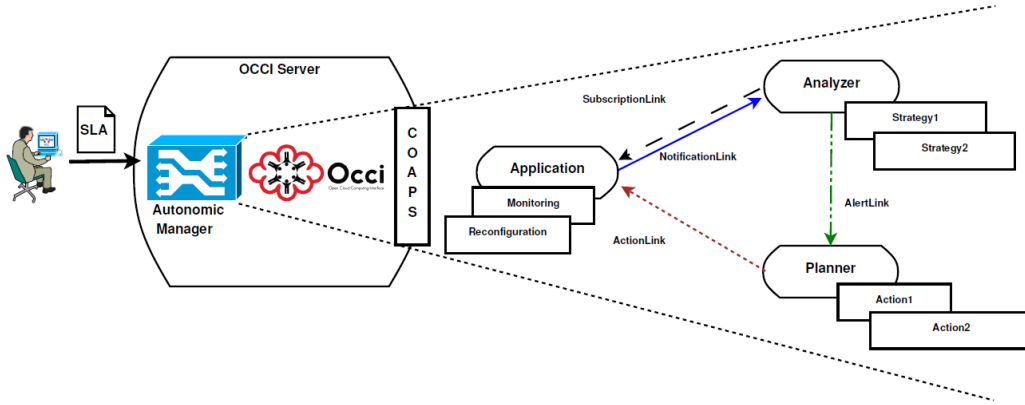 OCCI Server
SLA
Autonomic
Manager
Occi
Open Cloud Computing Interface
C
O
A
P
S
Application
Monitoring
Reconfiguration
SubscriptionLink
NotificationLink
ActionLink
Analyzer
Strategy1
Strategy2
AlertLink
Planner
Action1
Action2